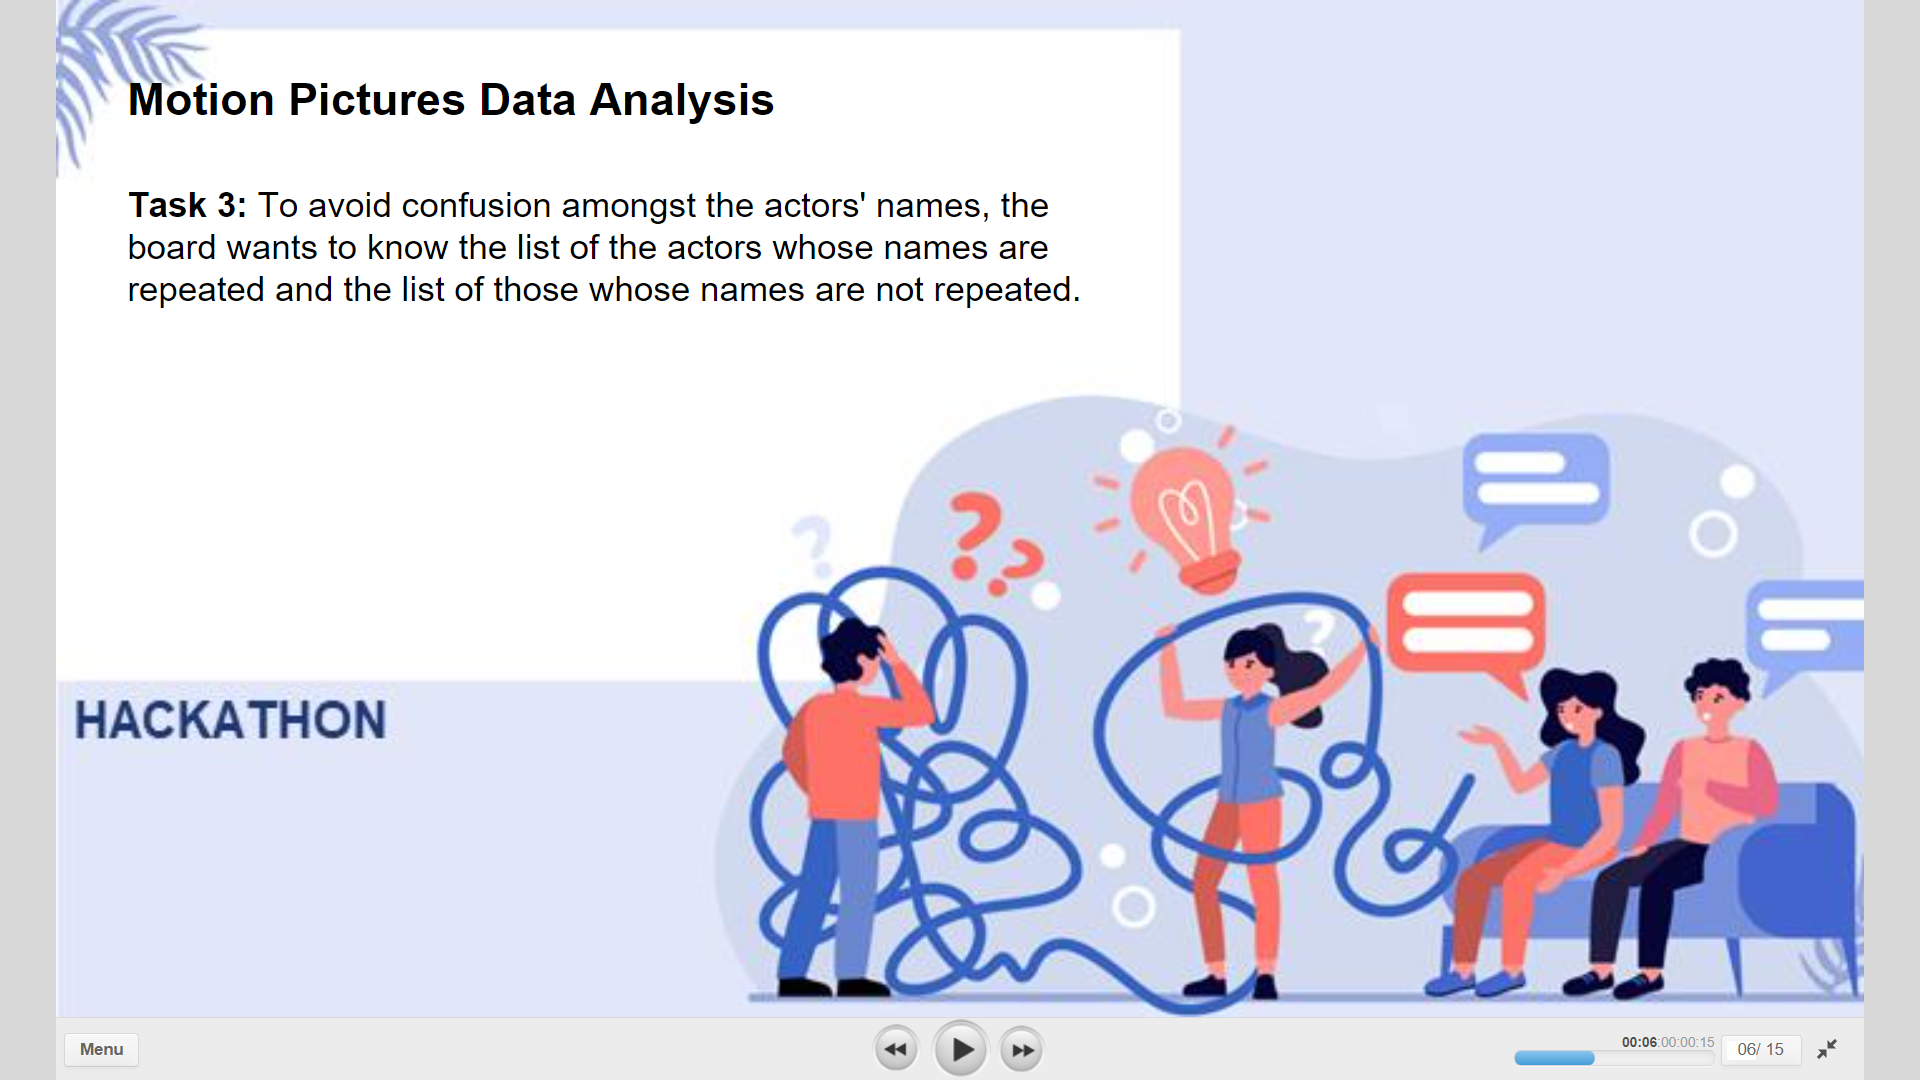 Motion Pictures Data Analysis
Task 3: To avoid confusion amongst the actors' names, the
board wants to know the list of the actors whose names are
repeated and the list of those whose names are not repeated.
HACKATHON
Menu
00:06:00:00:15
06/ 15